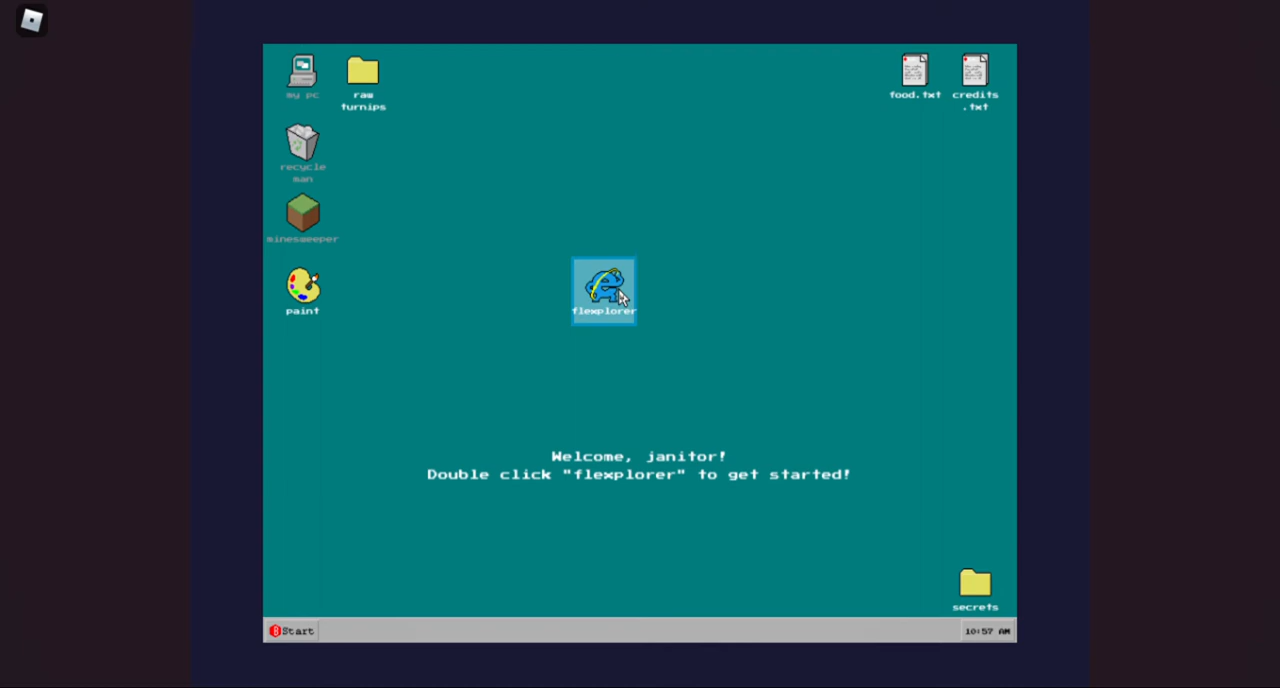 my pc
raw
turnips
food.txt
credits
.txt
recycle
man
minesweeper
paint
flexplorer
Welcome, janitor!
Double click "flexplorer" to get started!
secrets
Start
10:57 AM